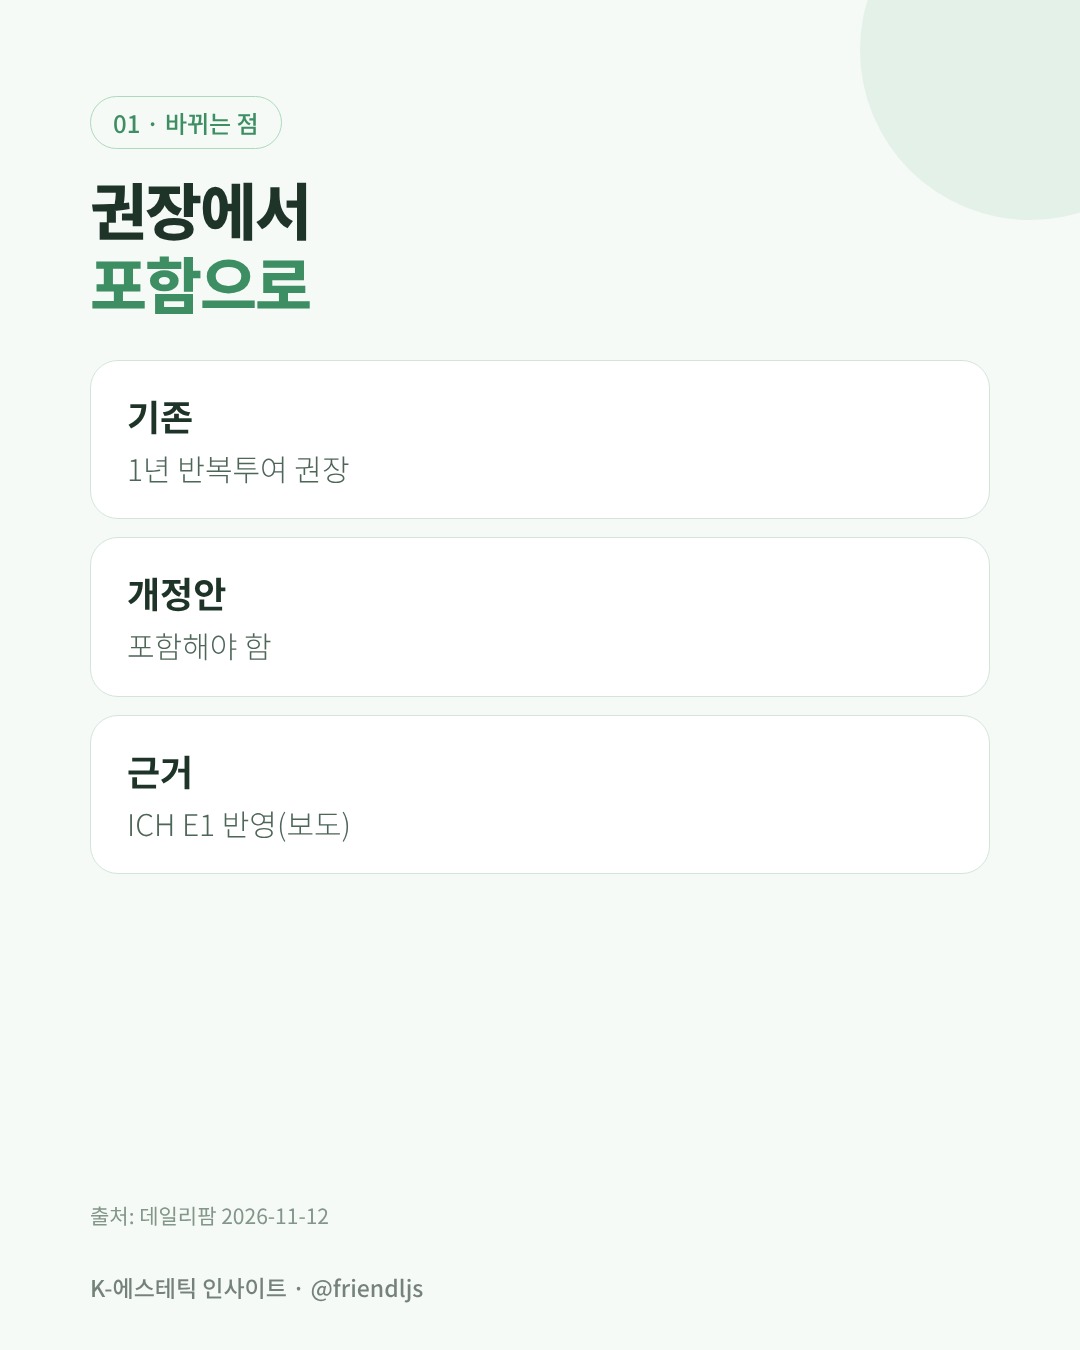 01 · 바뀌는 점
권장에서
포함으로
기존
1년 반복투여 권장
개정안
포함해야 함
근거
ICH E1 반영(보도)
출처: 데일리팜 2026-11-12
K-에스테틱 인사이트 · @friendljs